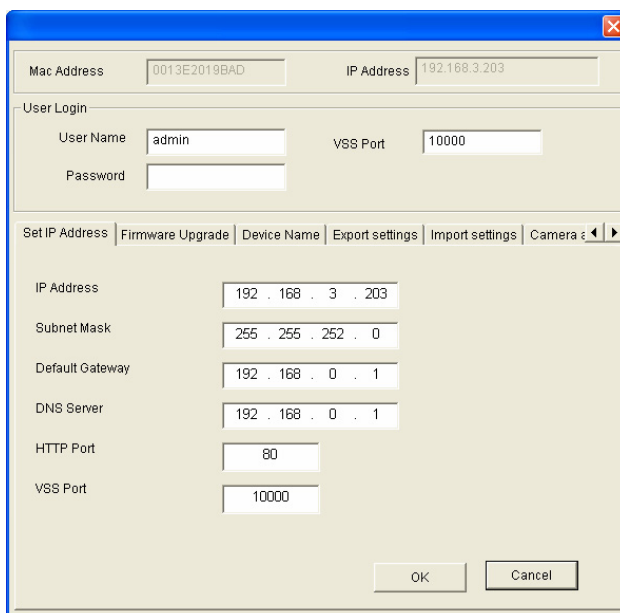 Mac Address 0013E2019BAD IP Address 192.168.3.203
User Login
User Name admin VSS Port 10000
Password
Set IP Address Firmware Upgrade Device Name Export settings Import settings Camera
IP Address 192 . 168 . 3 . 203
Subnet Mask 255 . 255 . 252 . 0
Default Gateway 192 . 168 . 0 . 1
DNS Server 192 . 168 . 0 . 1
HTTP Port 80
VSS Port 10000
OK Cancel